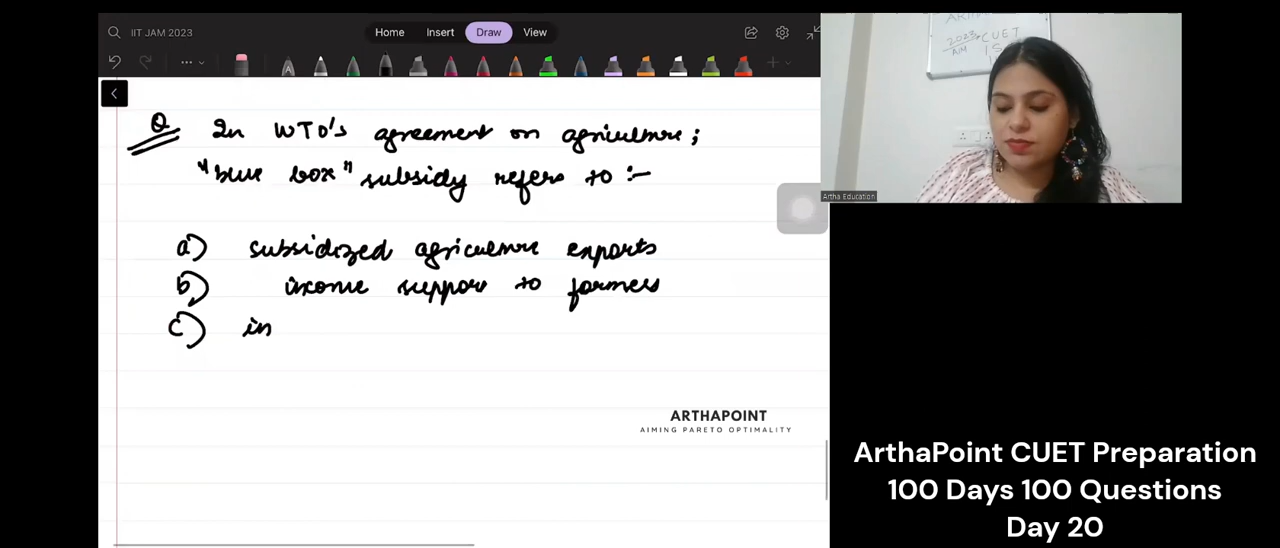 IIT JAM 2023
Home Insert Draw View
Q In WTO's agreement on agriculture;
"blue box" subsidy refers to :-
a) subsidized agriculture exports
b) income support to farmers
c) in
ARTHAPOINT
AIMING PARETO OPTIMALITY
2023 CUET
Artha Education
ArthaPoint CUET Preparation
100 Days 100 Questions
Day 20